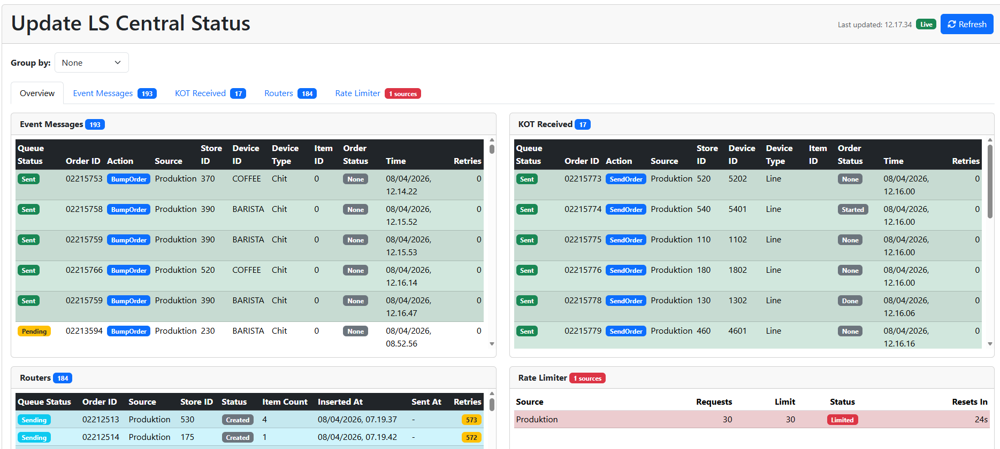 Update LS Central Status
Last updated: 12.17.34 Live Refresh
Group by: None
Overview Event Messages 193 KOT Received 17 Routers 184 Rate Limiter 1 sources
Event Messages 193
Queue Status Order ID Action Source Store ID Device ID Device Type Item ID Order Status Time Retries
Sent 02215753 BumpOrder Produktion 370 COFFEE Chit 0 None 08/04/2026, 12.14.22 0
Sent 02215758 BumpOrder Produktion 390 BARISTA Chit 0 None 08/04/2026, 12.15.52 0
Sent 02215759 BumpOrder Produktion 390 BARISTA Chit 0 None 08/04/2026, 12.15.53 0
Sent 02215766 BumpOrder Produktion 520 COFFEE Chit 0 None 08/04/2026, 12.16.14 0
Sent 02215759 BumpOrder Produktion 390 BARISTA Chit 0 None 08/04/2026, 12.16.47 0
Pending 02213594 BumpOrder Produktion 230 BARISTA Chit 0 None 08/04/2026, 08.52.56 0
KOT Received 17
Queue Status Order ID Action Source Store ID Device ID Device Type Item ID Order Status Time Retries
Sent 02215773 SendOrder Produktion 520 5202 Line None 08/04/2026, 12.16.00 0
Sent 02215774 SendOrder Produktion 540 5401 Line Started 08/04/2026, 12.16.00 0
Sent 02215775 SendOrder Produktion 110 1102 Line None 08/04/2026, 12.16.00 0
Sent 02215776 SendOrder Produktion 180 1802 Line None 08/04/2026, 12.16.00 0
Sent 02215778 SendOrder Produktion 130 1302 Line Done 08/04/2026, 12.16.06 0
Sent 02215779 SendOrder Produktion 460 4601 Line None 08/04/2026, 12.16.16 0
Routers 184
Queue Status Order ID Source Store ID Status Item Count Inserted At Sent At Retries
Sending 02212513 Produktion 530 Created 4 08/04/2026, 07.19.37 - 573
Sending 02212514 Produktion 175 Created 1 08/04/2026, 07.19.42 - 572
Rate Limiter 1 sources
Source Requests Limit Status Resets In
Produktion 30 30 Limited 24s